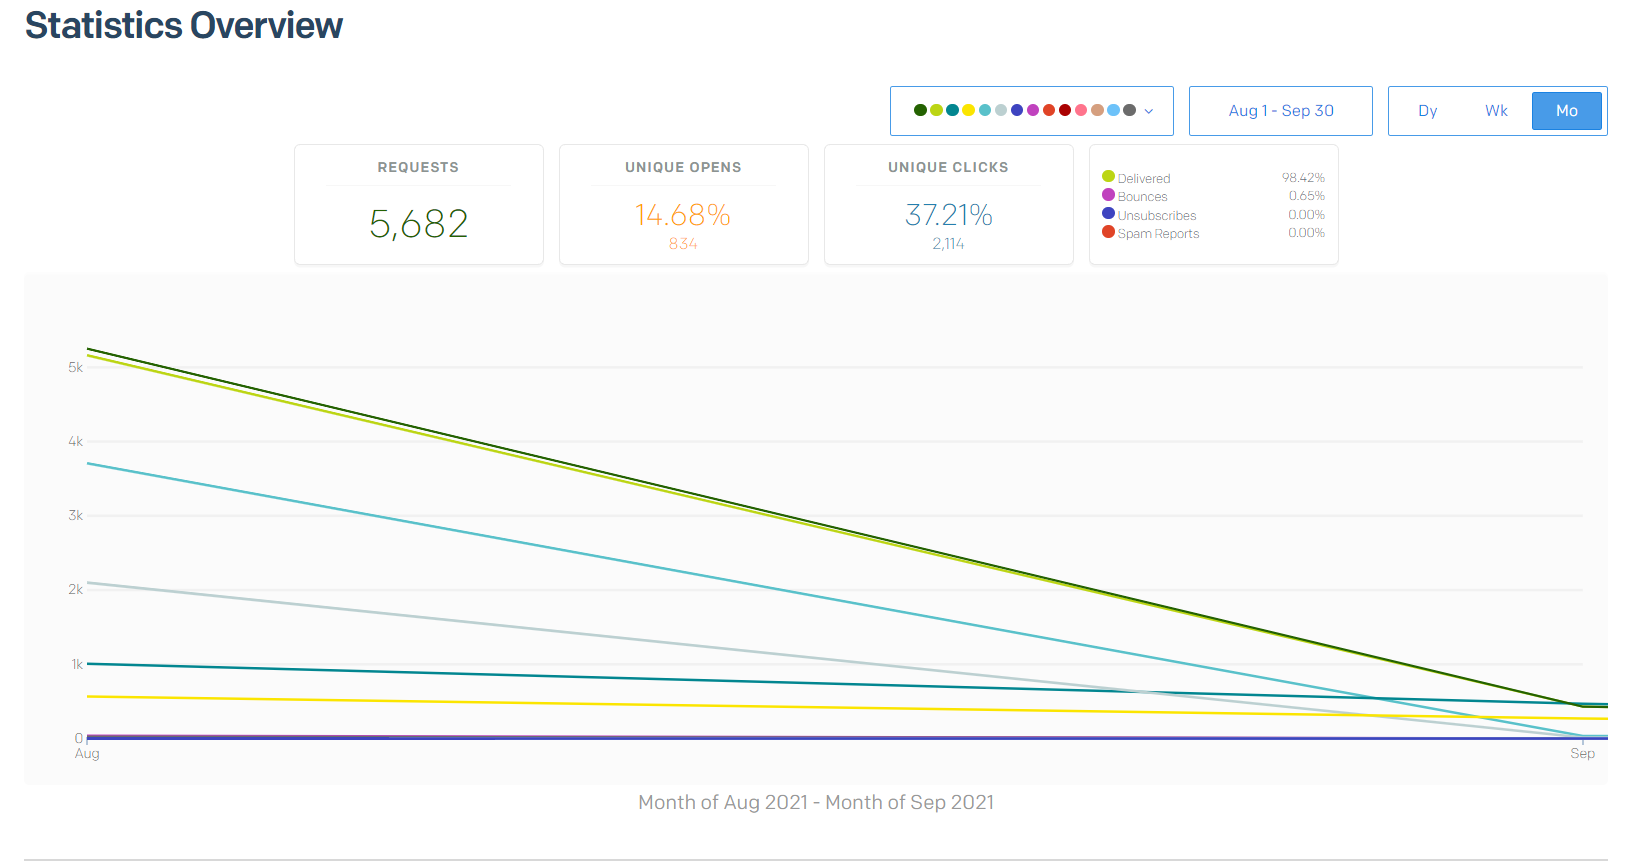 Statistics Overview
Aug 1 - Sep 30
Dy Wk Mo
REQUESTS
5,682
UNIQUE OPENS
14.68%
834
UNIQUE CLICKS
37.21%
2,114
Delivered 98.42%
Bounces 0.65%
Unsubscribes 0.00%
Spam Reports 0.00%
5k
4k
3k
2k
1k
0
Aug Sep
Month of Aug 2021 - Month of Sep 2021